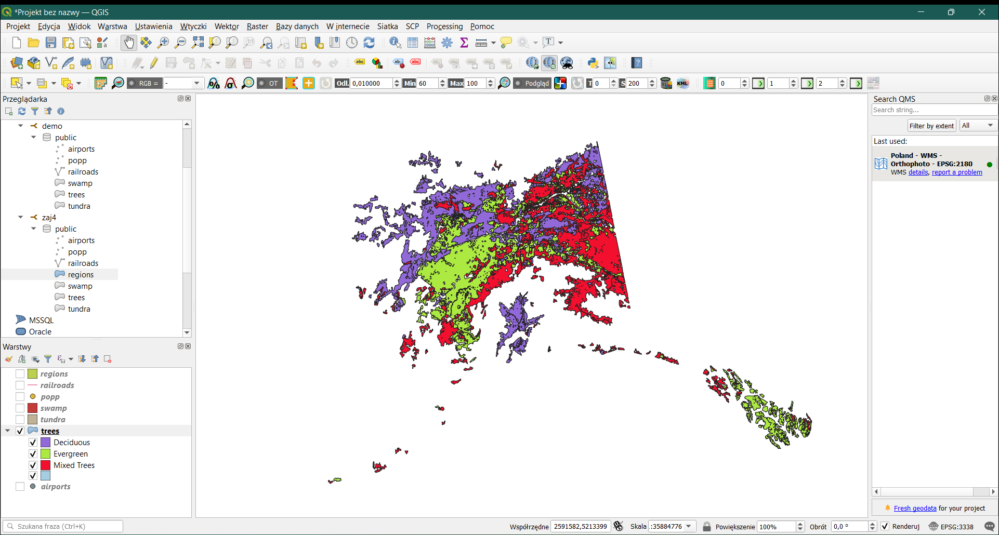 *Projekt bez nazwy — QGIS
Projekt Edycja Widok Warstwa Ustawienia Wtyczki Wektor Raster Bazy danych W internecie Siatka SCP Processing Pomoc
RGB = - OT Odl. 0,010000 Min 60 Max 100 Podgląd T 0 S 200 KML 0 1 2
Przeglądarka
demo
public
airports
popp
railroads
swamp
trees
tundra
zaj4
public
airports
popp
railroads
regions
swamp
trees
tundra
MSSQL
Oracle
Warstwy
regions
railroads
popp
swamp
tundra
trees
Deciduous
Evergreen
Mixed Trees
airports
Search QMS
Search string...
Filter by extent All
Last used:
Poland - WMS -
Orthophoto - EPSG:2180
WMS details, report a problem
Fresh geodata for your project
Szukana fraza (Ctrl+K) Współrzędne 2591582,5213399 Skala :35884776 Powiększenie 100% Obrót 0,0 ° Renderuj EPSG:3338